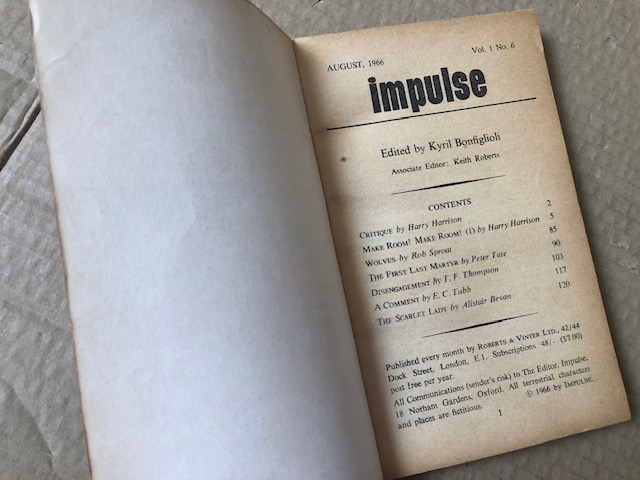 AUGUST, 1966 Vol. 1 No. 6
impulse
Edited by Kyril Bonfiglioli
Associate Editor: Keith Roberts
CONTENTS
CRITIQUE by Harry Harrison 2
MAKE ROOM! MAKE ROOM! (1) by Harry Harrison 5
WOLVES by Rob Sproat 85
THE FIRST LAST MARTYR by Peter Tate 90
DISENGAGEMENT by T. F. Thompson 103
A COMMENT by E. C. Tubb 117
THE SCARLET LADY by Alistair Bevan 120
Published every month by ROBERTS & VINTER LTD., 42/44
Dock Street, London, E.1. Subscriptions 48/- ($7.00)
post free per year.
All Communications (sender's risk) to The Editor, Impulse,
18 Norham Gardens, Oxford. All terrestrial characters
and places are fictitious. © 1966 by IMPULSE.
1